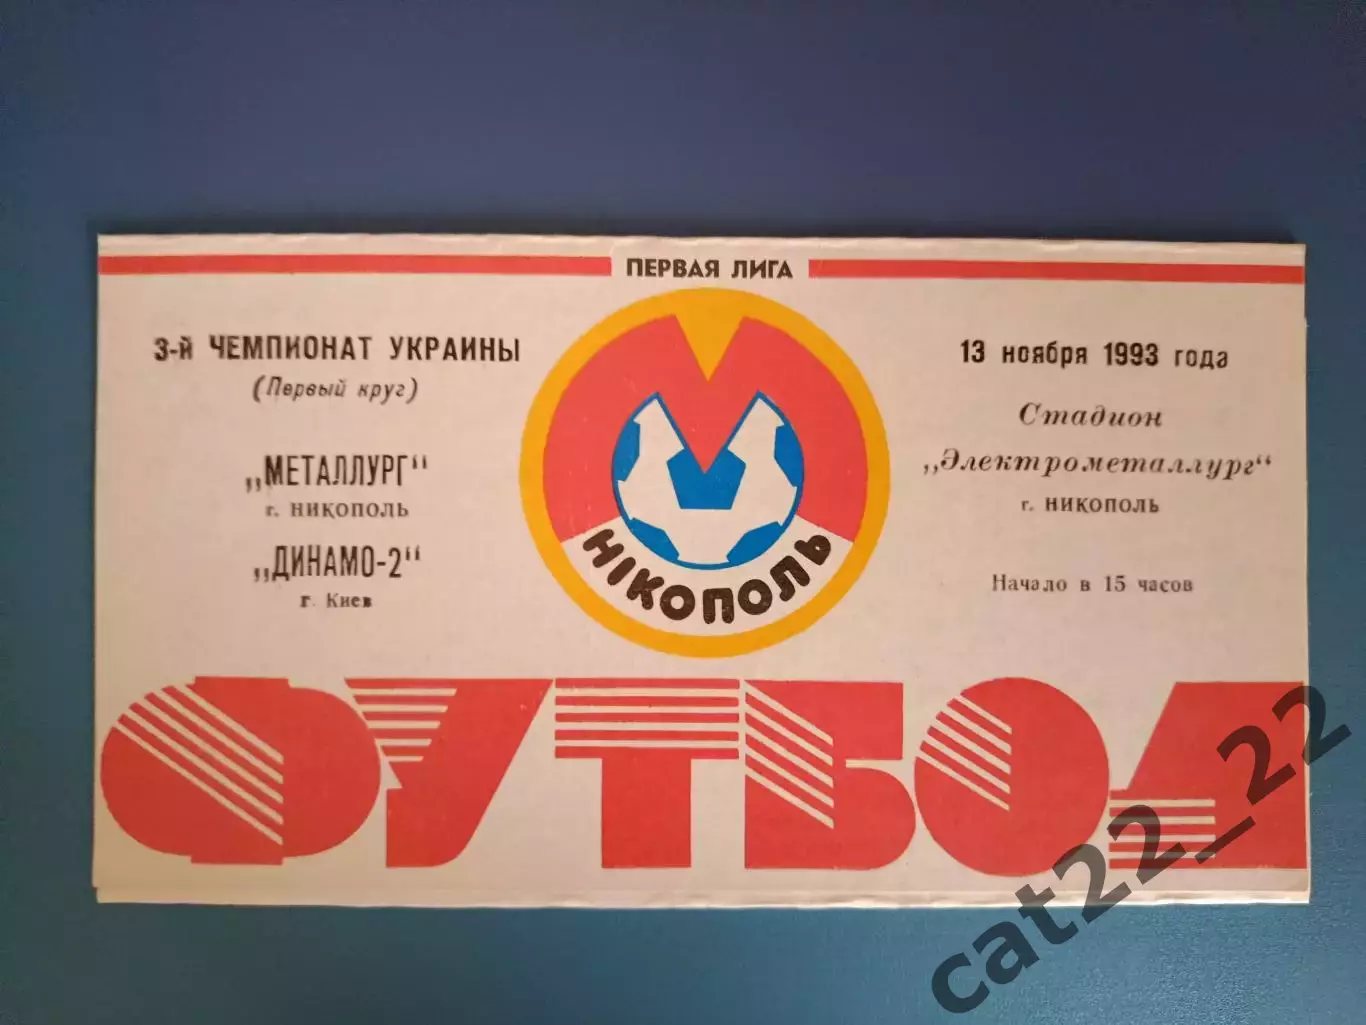 ПЕРВАЯ ЛИГА
3-й ЧЕМПИОНАТ УКРАИНЫ
(Первый круг)
„МЕТАЛЛУРГ“
г. НИКОПОЛЬ
„ДИНАМО-2“
г. Киев
НІКОПОЛЬ
13 ноября 1993 года
Стадион
„Электрометаллург“
г. НИКОПОЛЬ
Начало в 15 часов
ФУТБОЛ
cat22_22